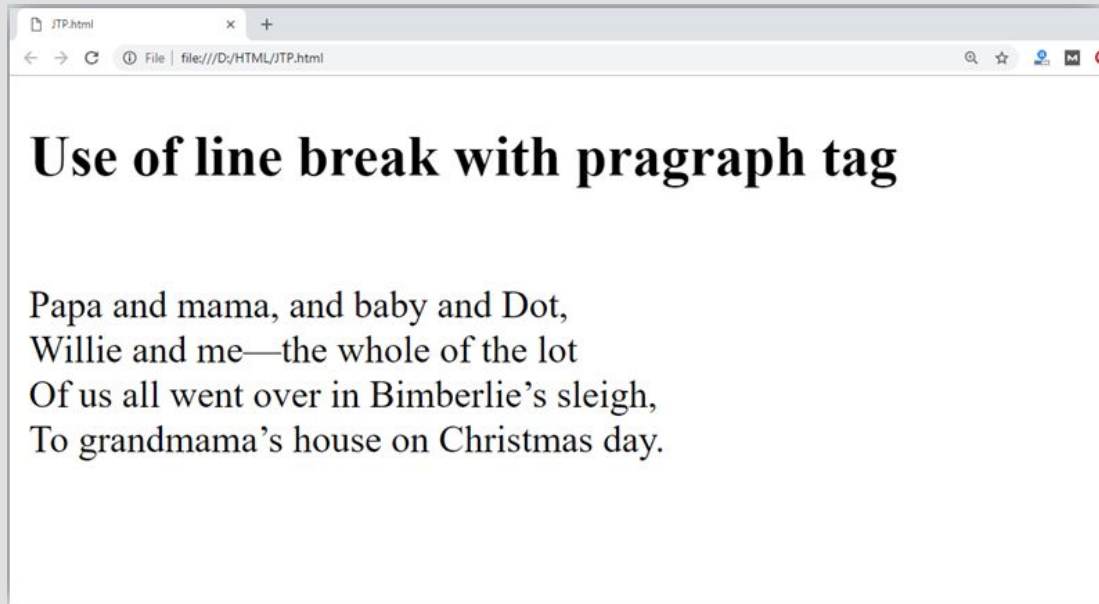 JTP.html
File | file:///D:/HTML/JTP.html
Use of line break with pragraph tag
Papa and mama, and baby and Dot,
Willie and me—the whole of the lot
Of us all went over in Bimberlie’s sleigh,
To grandmama’s house on Christmas day.